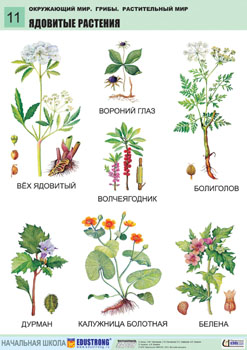 11
ОКРУЖАЮЩИЙ МИР. ГРИБЫ. РАСТИТЕЛЬНЫЙ МИР
ЯДОВИТЫЕ РАСТЕНИЯ
ВОРОНИЙ ГЛАЗ
ВЁХ ЯДОВИТЫЙ
ВОЛЧЕЯГОДНИК
БОЛИГОЛОВ
ДУРМАН
КАЛУЖНИЦА БОЛОТНАЯ
БЕЛЕНА
НАЧАЛЬНАЯ ШКОЛА
EDUSTRONG